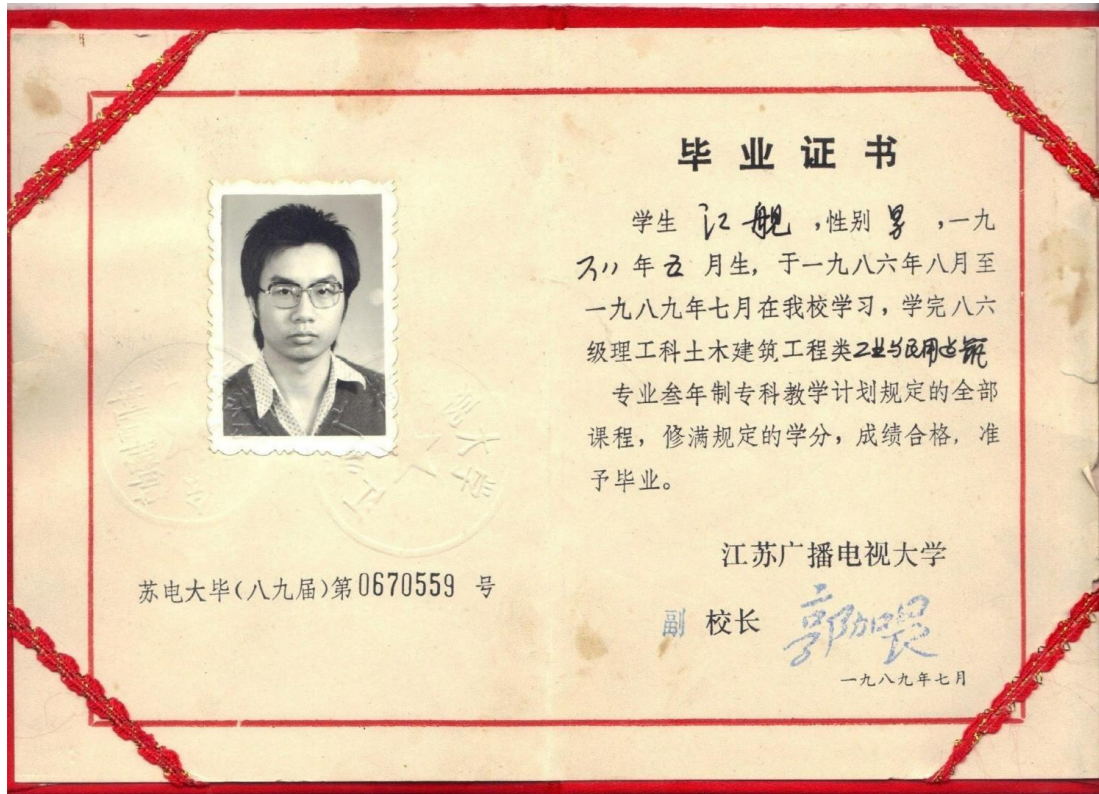 毕业证书
学生 江舰 ,性别 男 ,一九
六八 年 五 月生,于一九八六年八月至
一九八九年七月在我校学习,学完八六
级理工科土木建筑工程类工业与民用建筑
专业叁年制专科教学计划规定的全部
课程,修满规定的学分,成绩合格,准
予毕业。
江苏广播电视大学
副 校长
一九八九年七月
苏电大毕(八九届)第0670559 号